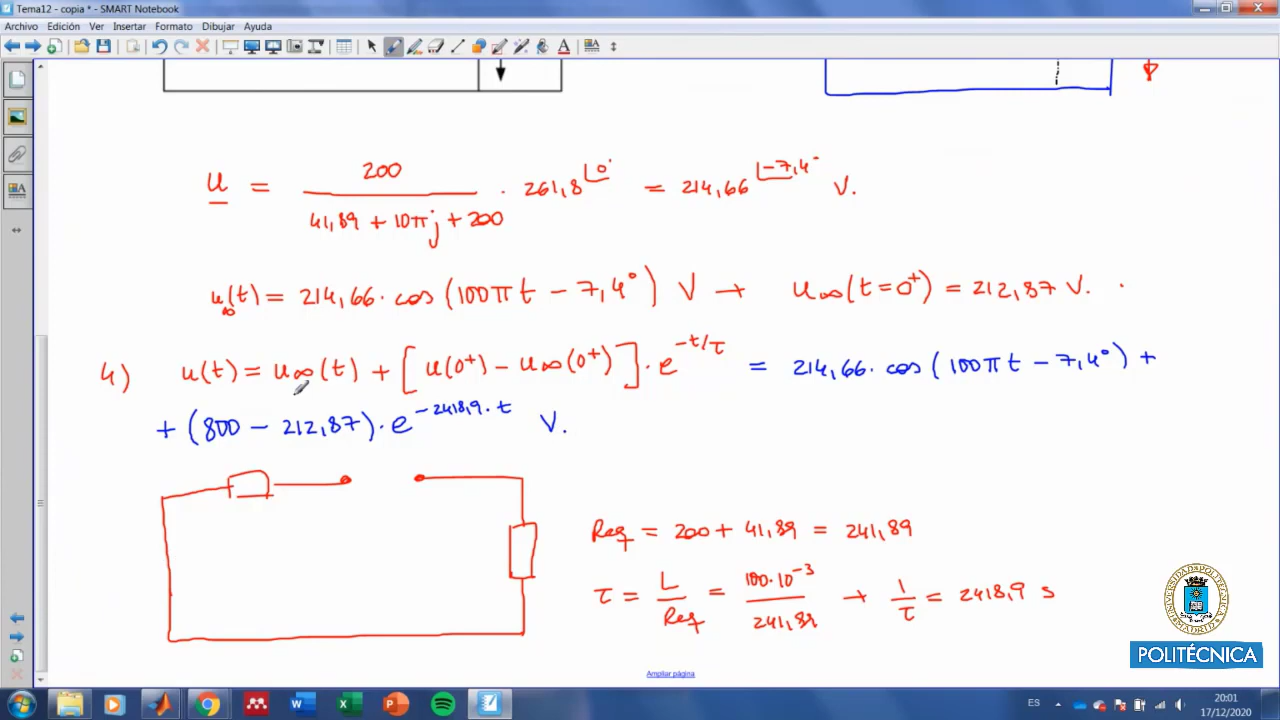 Tema12 - copia * - SMART Notebook
Archivo Edición Ver Insertar Formato Dibujar Ayuda
u = 200 / (41,89 + 10πj + 200) · 261,8 ∠0° = 214,66 ∠-7,4° V.
u∞(t) = 214,66 · cos(100πt - 7,4°) V → u∞(t=0+) = 212,87 V.
4) u(t) = u∞(t) + [u(0+) - u∞(0+)] · e^-t/τ = 214,66 · cos(100πt - 7,4°) +
+ (800 - 212,87) · e^-2418,9·t V.
Req = 200 + 41,89 = 241,89
τ = L / Req = 100·10^-3 / 241,89 → 1/τ = 2418,9 s
POLITÉCNICA
Ampliar página
ES
20:01
17/12/2020